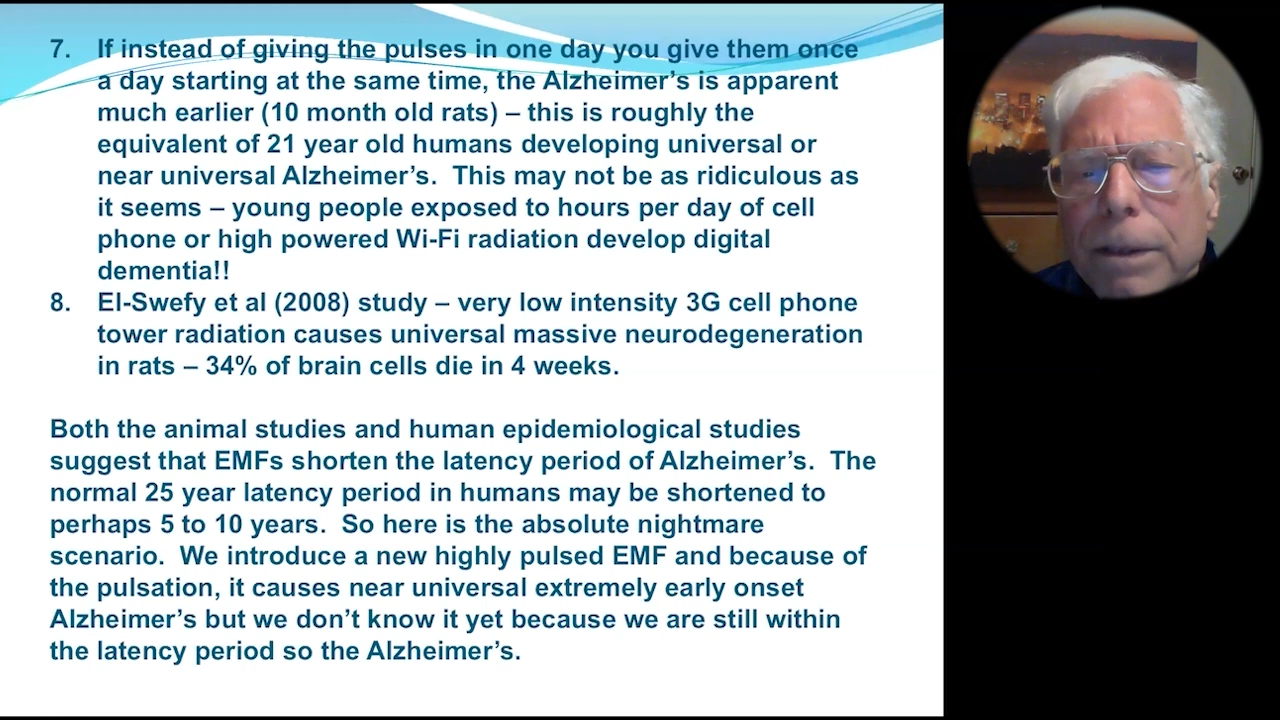 7. If instead of giving the pulses in one day you give them once
a day starting at the same time, the Alzheimer's is apparent
much earlier (10 month old rats) – this is roughly the
equivalent of 21 year old humans developing universal or
near universal Alzheimer's.  This may not be as ridiculous as
it seems – young people exposed to hours per day of cell
phone or high powered Wi-Fi radiation develop digital
dementia!!
8. El-Swefy et al (2008) study – very low intensity 3G cell phone
tower radiation causes universal massive neurodegeneration
in rats – 34% of brain cells die in 4 weeks.
Both the animal studies and human epidemiological studies
suggest that EMFs shorten the latency period of Alzheimer's.  The
normal 25 year latency period in humans may be shortened to
perhaps 5 to 10 years.  So here is the absolute nightmare
scenario.  We introduce a new highly pulsed EMF and because of
the pulsation, it causes near universal extremely early onset
Alzheimer's but we don't know it yet because we are still within
the latency period so the Alzheimer's.